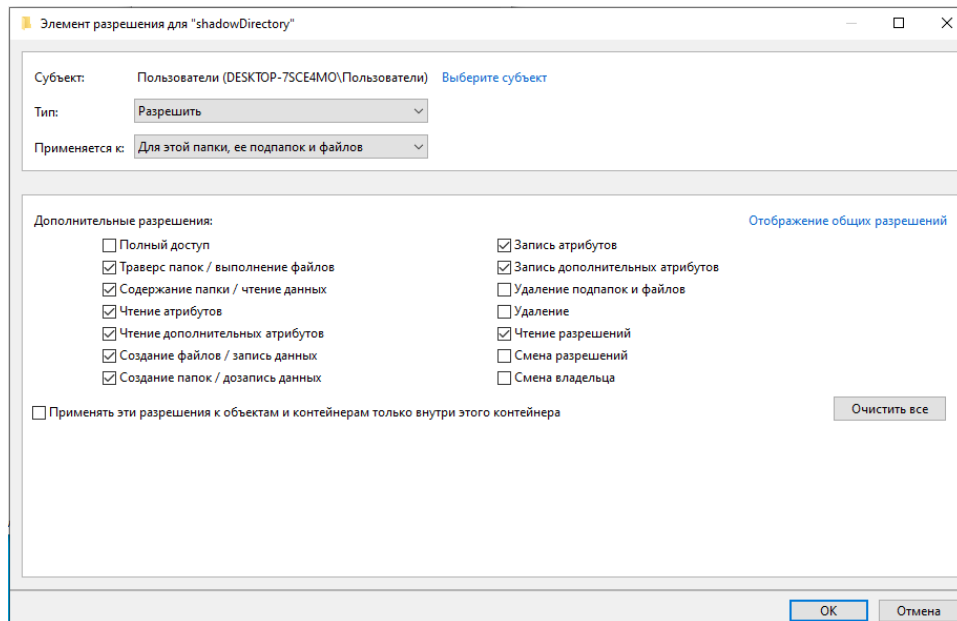 Элемент разрешения для "shadowDirectory"
Субъект: Пользователи (DESKTOP-7SCE4MO\Пользователи) Выберите субъект
Тип: Разрешить
Применяется к: Для этой папки, ее подпапок и файлов
Дополнительные разрешения: Отображение общих разрешений
Полный доступ Запись атрибутов
Траверс папок / выполнение файлов Запись дополнительных атрибутов
Содержание папки / чтение данных Удаление подпапок и файлов
Чтение атрибутов Удаление
Чтение дополнительных атрибутов Чтение разрешений
Создание файлов / запись данных Смена разрешений
Создание папок / дозапись данных Смена владельца
Применять эти разрешения к объектам и контейнерам только внутри этого контейнера Очистить все
ОК Отмена